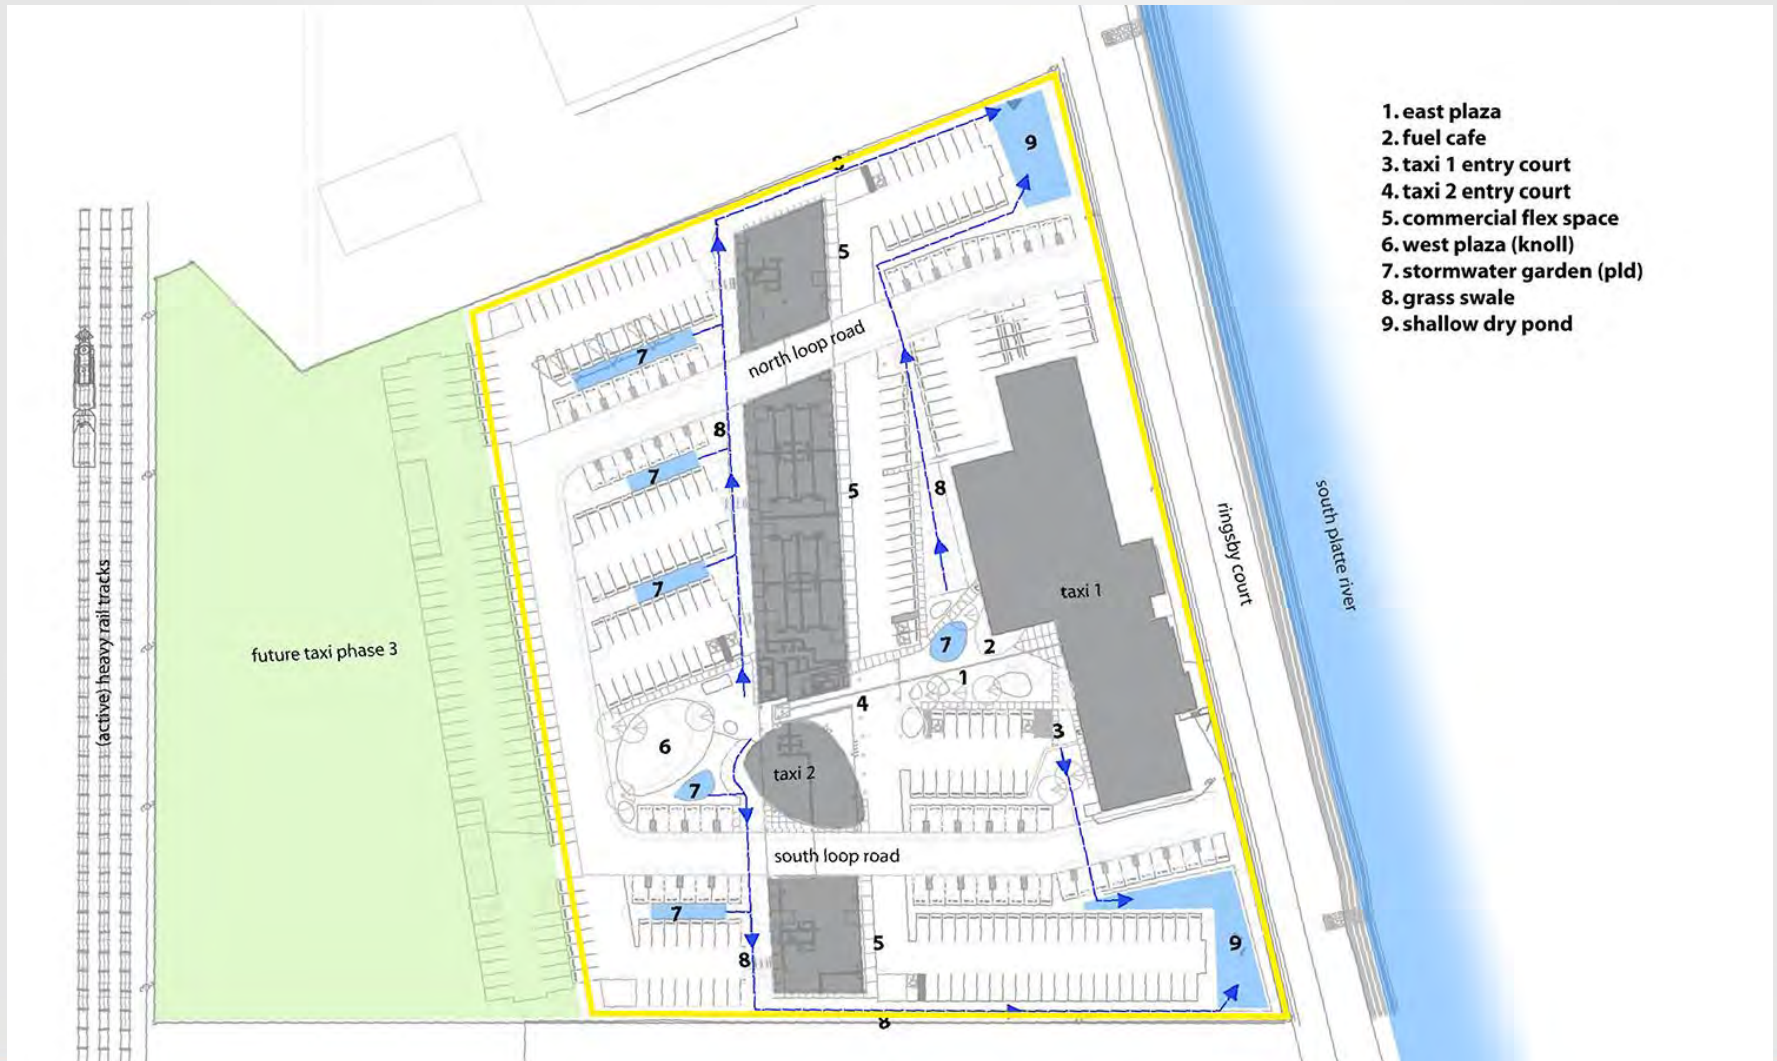 1. east plaza
2. fuel cafe
3. taxi 1 entry court
4. taxi 2 entry court
5. commercial flex space
6. west plaza (knoll)
7. stormwater garden (pld)
8. grass swale
9. shallow dry pond
9
8
5
north loop road
7
8
7
5
8
7
taxi 1
ringsby court
south platte river
(active) heavy rail tracks
future taxi phase 3
7
2
1
4
3
6
taxi 2
7
south loop road
7
5
9
8
8